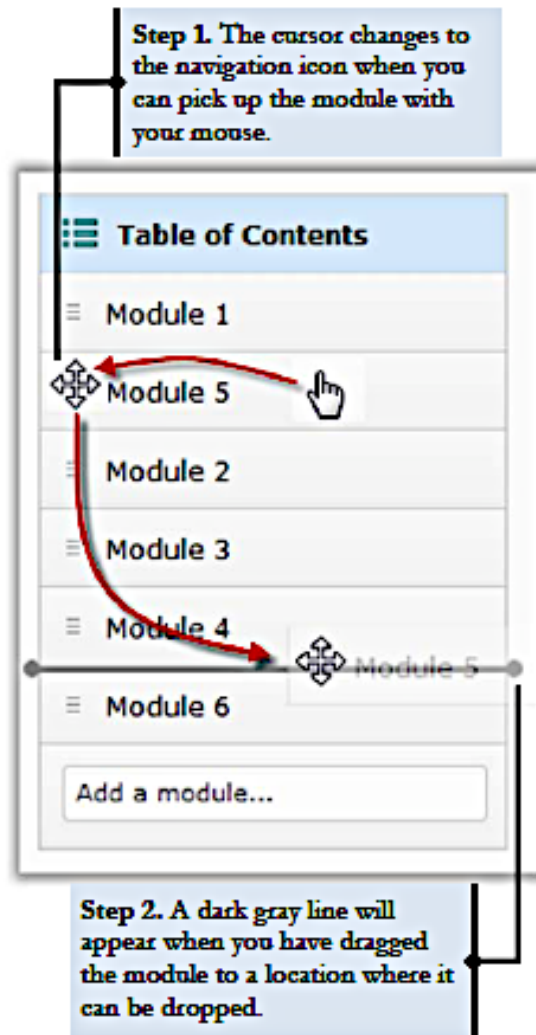 Step 1. The cursor changes to
the navigation icon when you
can pick up the module with
your mouse.
Table of Contents
Module 1
Module 5
Module 2
Module 3
Module 4
Module 5
Module 6
Add a module...
Step 2. A dark gray line will
appear when you have dragged
the module to a location where it
can be dropped.